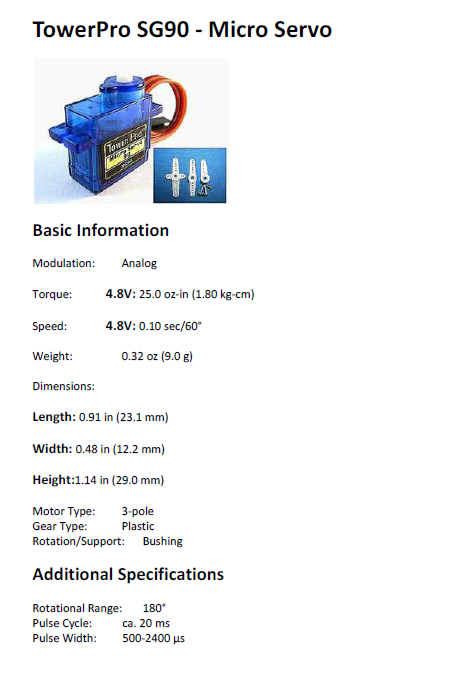 TowerPro SG90 - Micro Servo
Tower Pro
Basic Information
Modulation: Analog
Torque: 4.8V: 25.0 oz-in (1.80 kg-cm)
Speed: 4.8V: 0.10 sec/60°
Weight: 0.32 oz (9.0 g)
Dimensions:
Length: 0.91 in (23.1 mm)
Width: 0.48 in (12.2 mm)
Height:1.14 in (29.0 mm)
Motor Type: 3-pole
Gear Type: Plastic
Rotation/Support: Bushing
Additional Specifications
Rotational Range: 180°
Pulse Cycle: ca. 20 ms
Pulse Width: 500-2400 µs